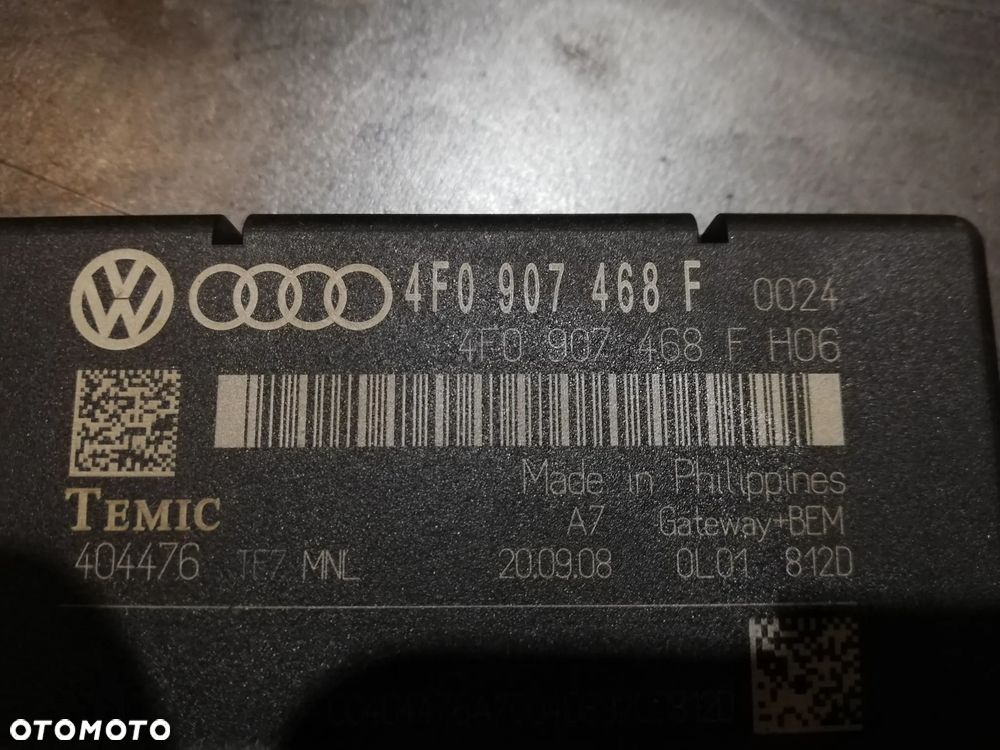 4F0 907 468 F 0024
4F0 907 468 F H06
Made in Philippines
TEMIC A7 Gateway+BEM
404476 TEZ MNL 20.09.08 0L01 812D
OTOMOTO